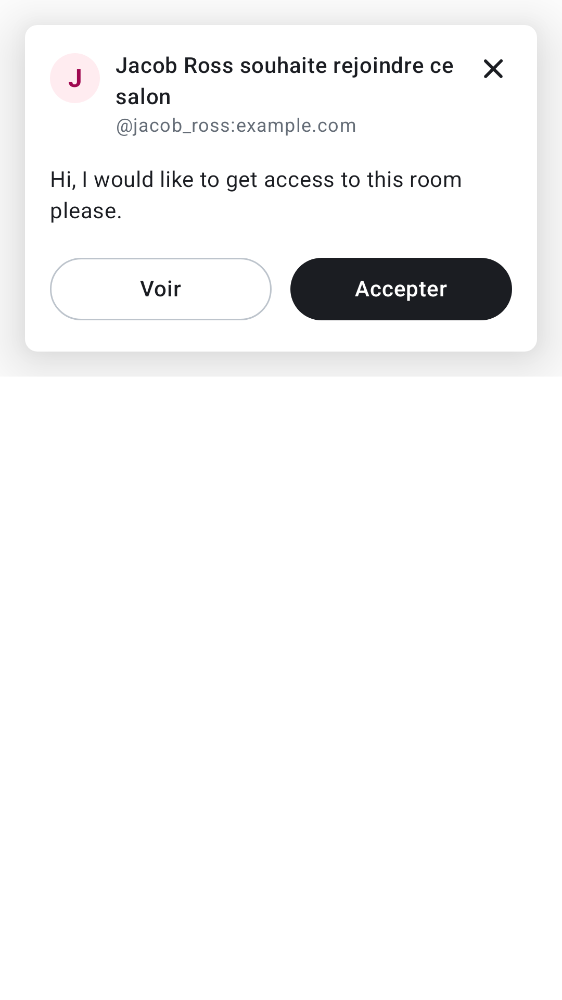 J
Jacob Ross souhaite rejoindre ce
salon
@jacob_ross:example.com
Hi, I would like to get access to this room
please.
Voir
Accepter